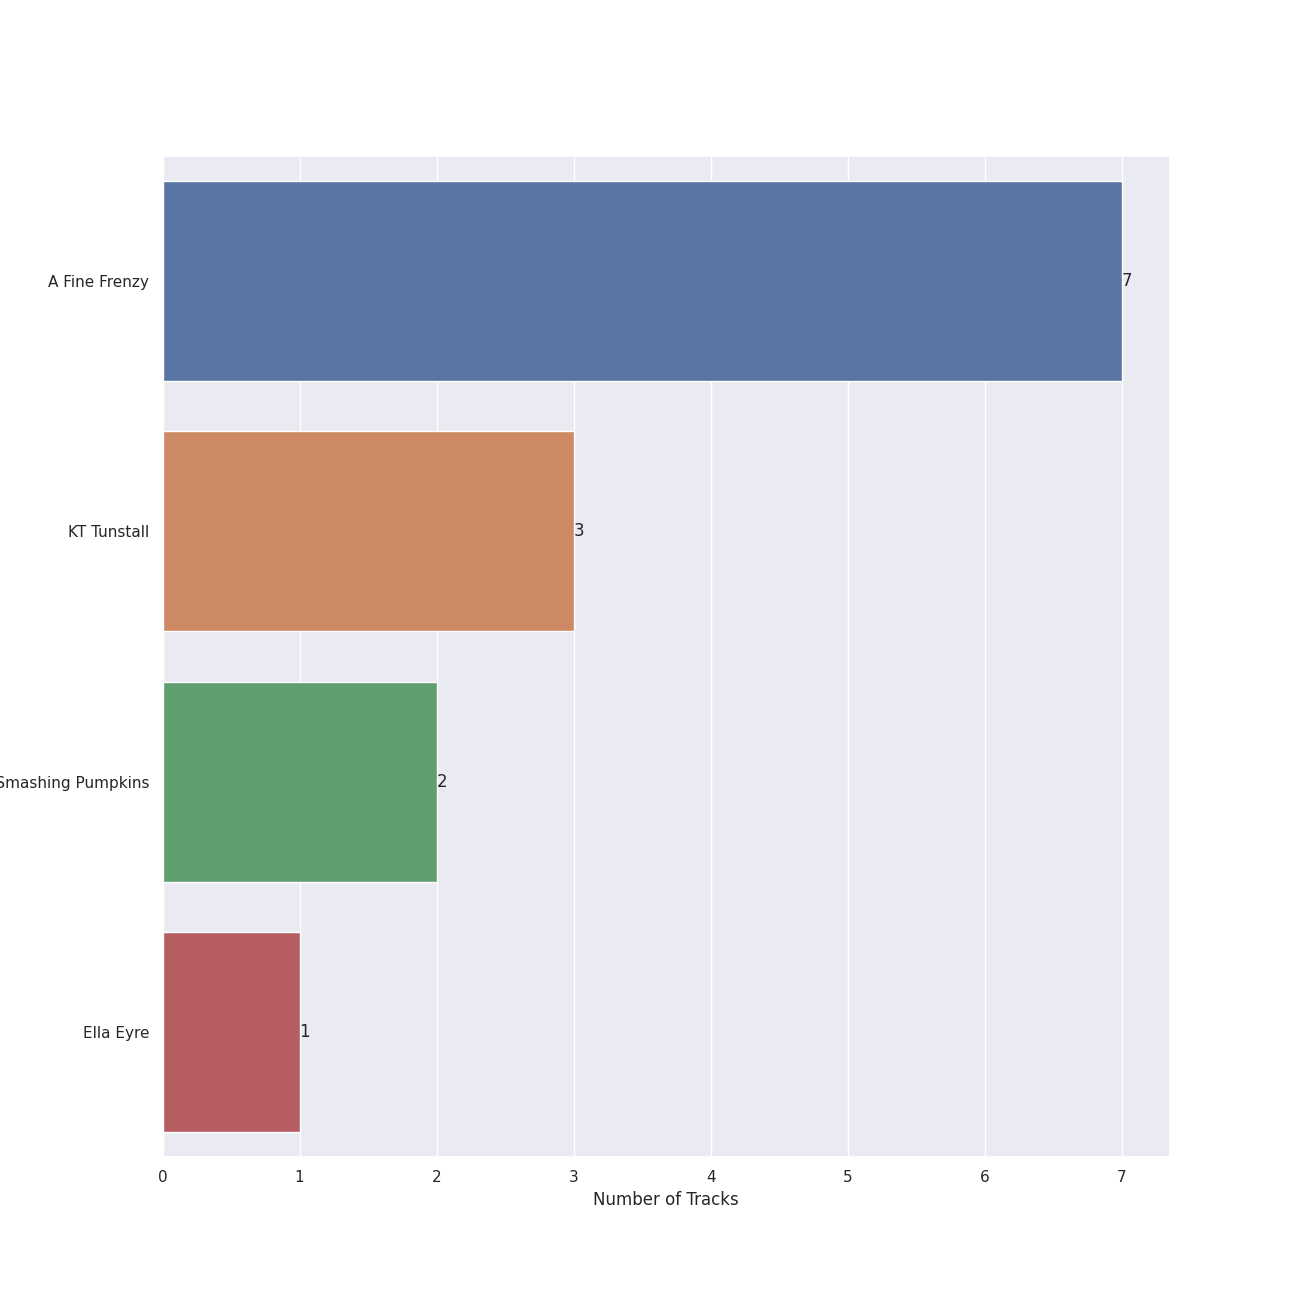 A Fine Frenzy
7
KT Tunstall
3
Smashing Pumpkins
2
Ella Eyre
1
0 1 2 3 4 5 6 7
Number of Tracks